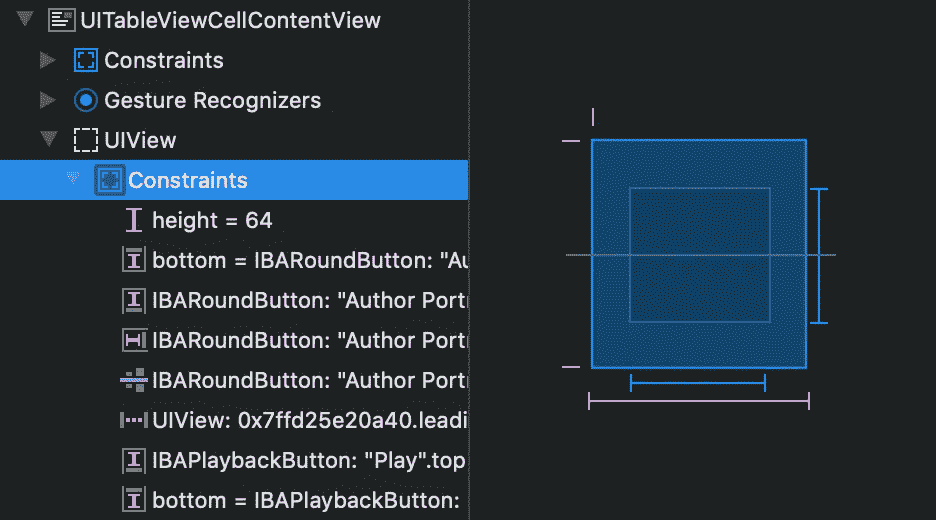 UITableViewCellContentView
Constraints
Gesture Recognizers
UIView
Constraints
height = 64
bottom = IBARoundButton: "Au
IBARoundButton: "Author Portr
IBARoundButton: "Author Portr
IBARoundButton: "Author Portr
UIView: 0x7ffd25e20a40.leadi
IBAPlaybackButton: "Play".top
bottom = IBAPlaybackButton: